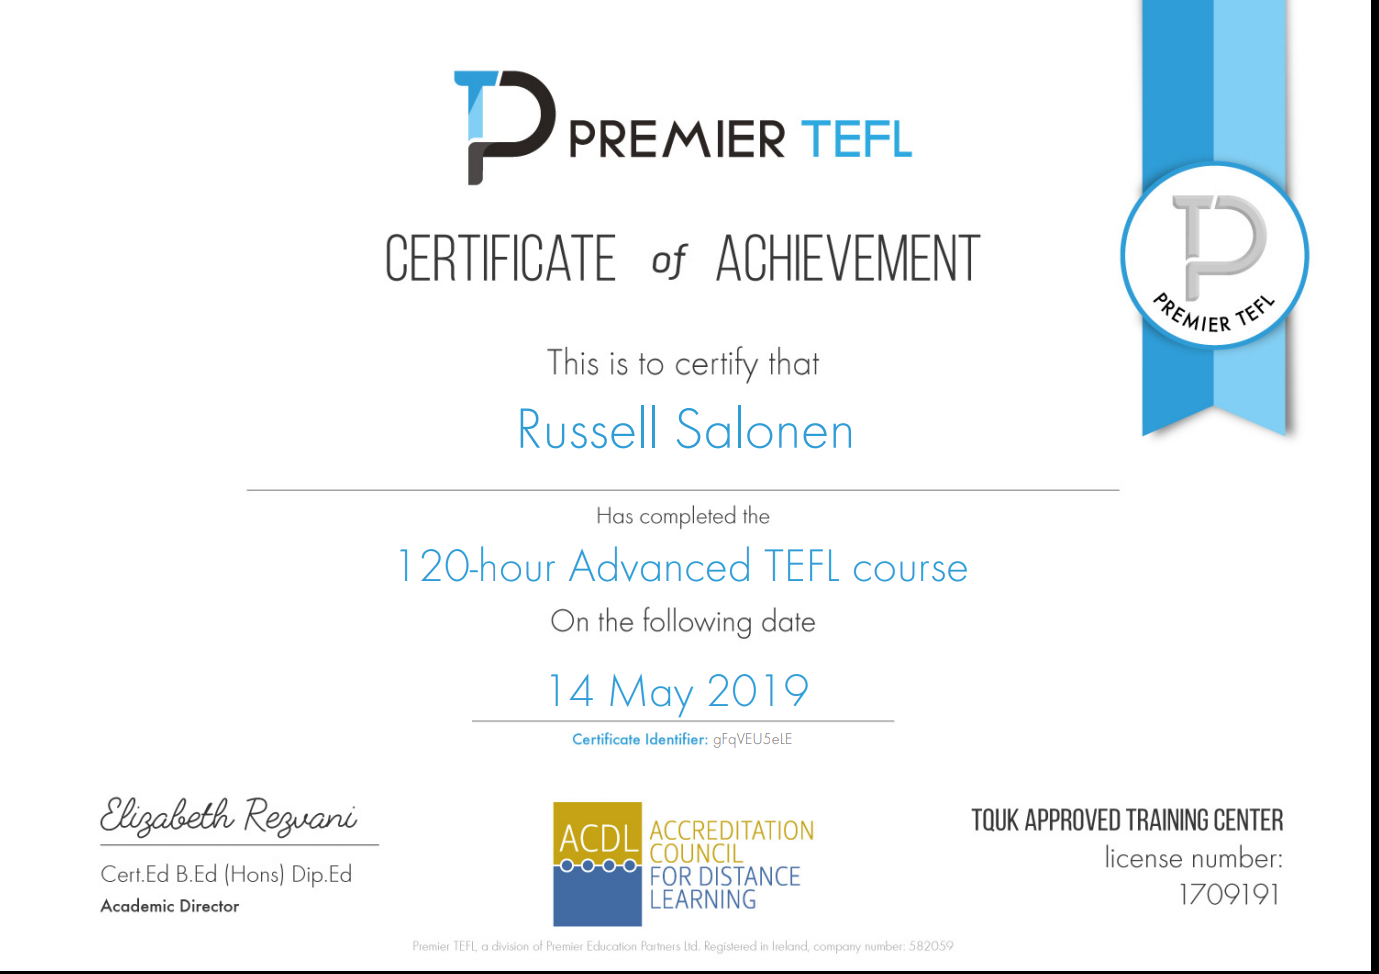 PREMIER TEFL
CERTIFICATE of ACHIEVEMENT
PREMIER TEFL
This is to certify that
Russell Salonen
Has completed the
120-hour Advanced TEFL course
On the following date
14 May 2019
Certificate Identifier: gFqVEU5eLE
Elizabeth Rezvani
Cert.Ed B.Ed (Hons) Dip.Ed
Academic Director
ACDL
ACCREDITATION
COUNCIL
FOR DISTANCE
LEARNING
TQUK APPROVED TRAINING CENTER
license number:
1709191
Premier TEFL, a division of Premier Education Partners Ltd. Registered in Ireland, company number: 582059